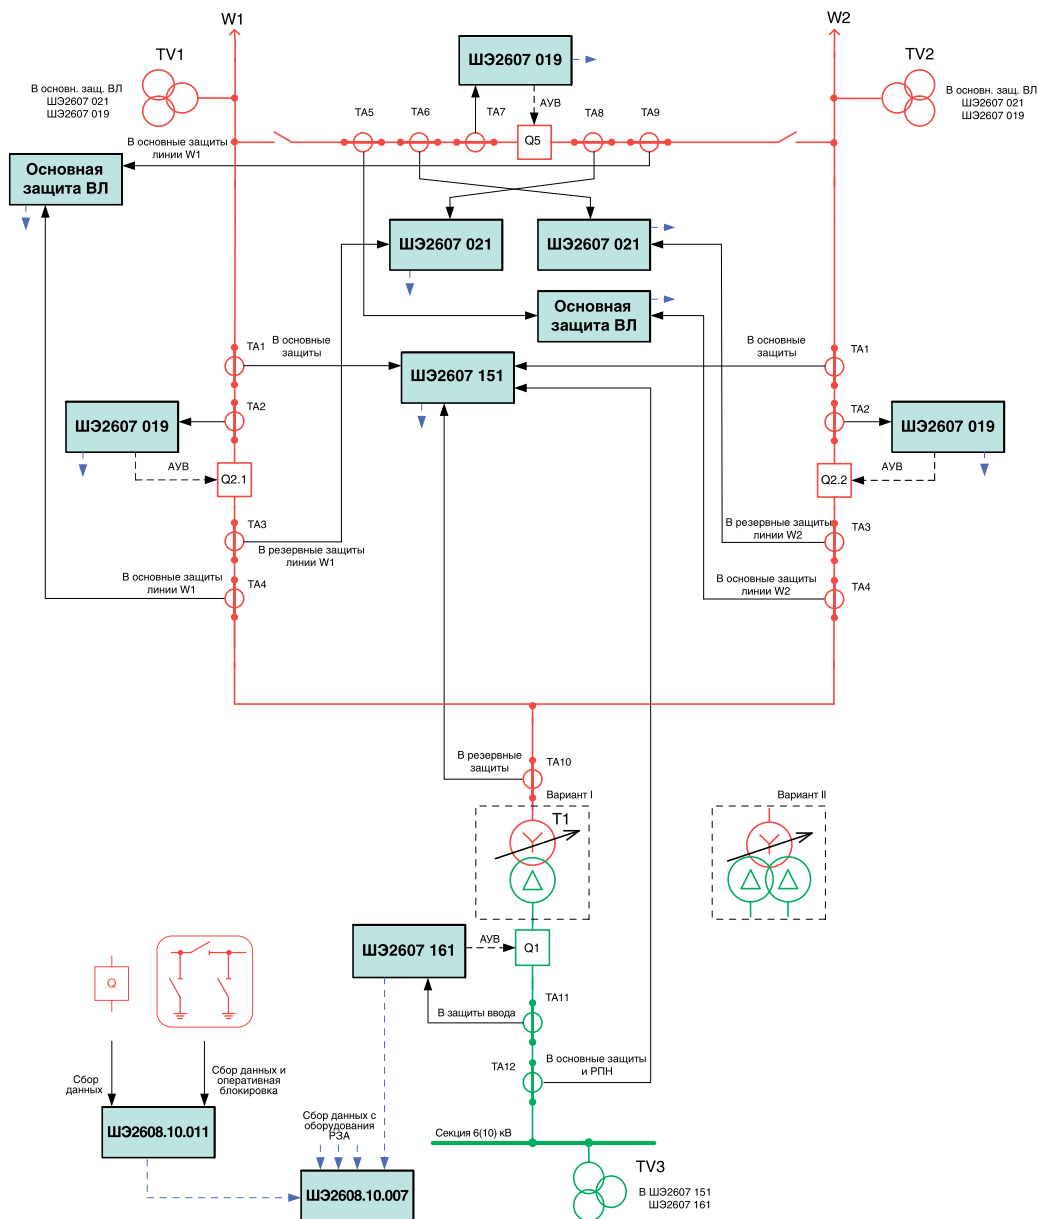 W1
W2
TV1
ШЭ2607 019
TV2
В основн. защ. ВЛ
ШЭ2607 021
ШЭ2607 019
В основн. защ. ВЛ
ШЭ2607 021
ШЭ2607 019
АУВ
TA5
TA6
TA7
TA8
TA9
Q5
В основные защиты
линии W1
Основная
защита ВЛ
ШЭ2607 021
ШЭ2607 021
Основная
защита ВЛ
TA1
В основные
защиты
В основные
защиты
TA1
ШЭ2607 151
ШЭ2607 019
TA2
TA2
ШЭ2607 019
АУВ
Q2.1
Q2.2
АУВ
TA3
В резервные защиты
линии W1
В резервные защиты
линии W2
TA3
В основные защиты
линии W1
TA4
В основные защиты
линии W2
TA4
В резервные
защиты
TA10
Вариант I
Вариант II
T1
ШЭ2607 161
АУВ
Q1
Q
TA11
В защиты ввода
TA12
В основные защиты
и РПН
Сбор
данных
Сбор данных и
оперативная
блокировка
ШЭ2608.10.011
Сбор данных с
оборудования
РЗА
Секция 6(10) кВ
ШЭ2608.10.007
TV3
В ШЭ2607 151
ШЭ2607 161